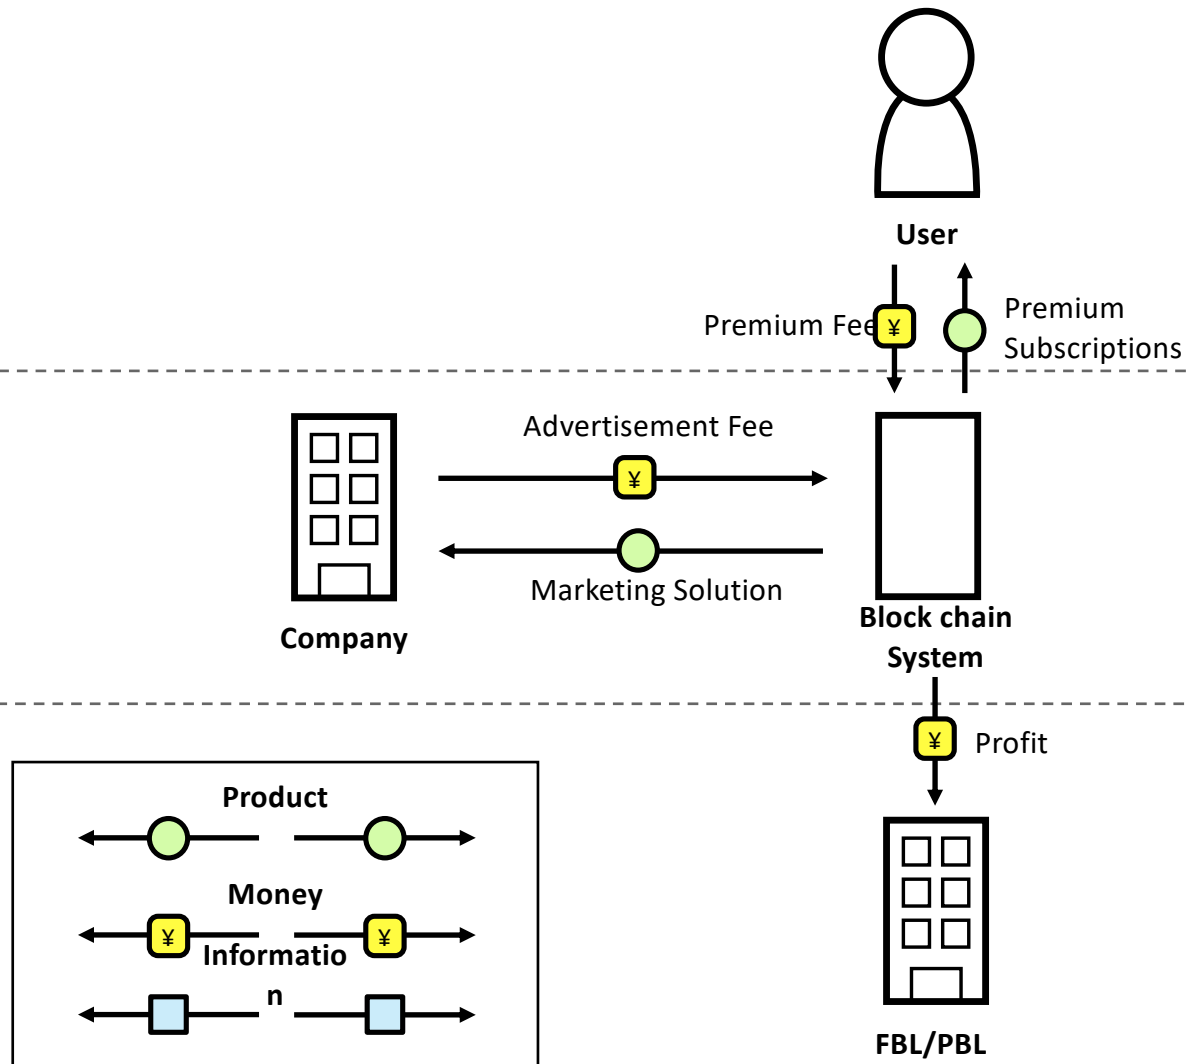 User
Premium Fee
¥
Premium
Subscriptions
Advertisement Fee
¥
Marketing Solution
Company
Block chain
System
¥
Profit
Product
Money
¥
¥
Informatio
n
FBL/PBL